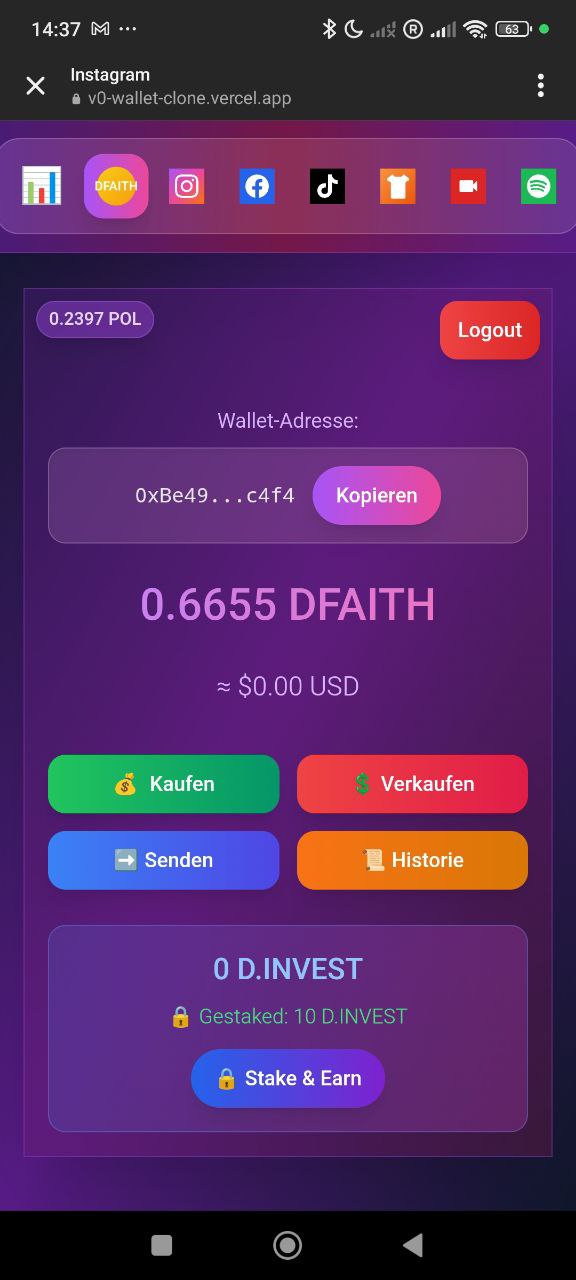 14:37
63
Instagram
v0-wallet-clone.vercel.app
DFAITH
0.2397 POL
Logout
Wallet-Adresse:
0xBe49...c4f4 Kopieren
0.6655 DFAITH
≈ $0.00 USD
💰 Kaufen 💲 Verkaufen
➡️ Senden 📜 Historie
0 D.INVEST
🔒 Gestaked: 10 D.INVEST
🔒 Stake & Earn